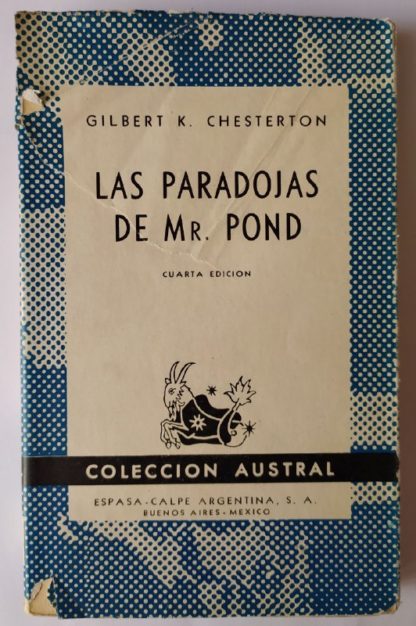 GILBERT K. CHESTERTON
LAS PARADOJAS
DE MR. POND
CUARTA EDICION
COLECCION AUSTRAL
ESPASA-CALPE ARGENTINA, S. A.
BUENOS AIRES - MEXICO